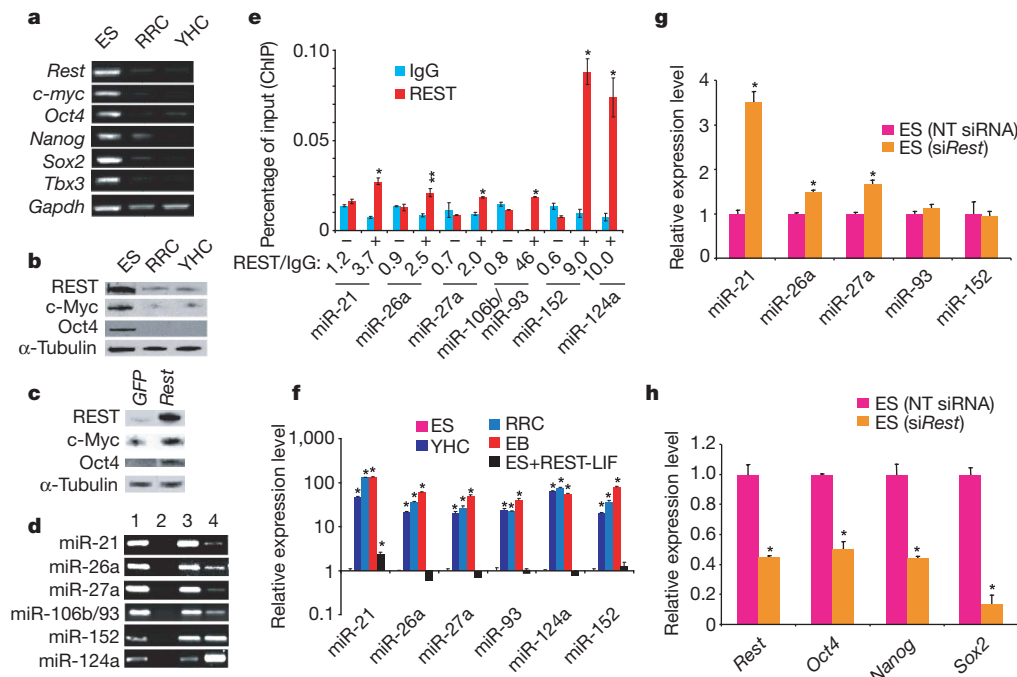 a
ES RRC YHC
Rest
c-myc
Oct4
Nanog
Sox2
Tbx3
Gapdh
b
ES RRC YHC
REST
c-Myc
Oct4
α-Tubulin
c
GFP Rest
REST
c-Myc
Oct4
α-Tubulin
d
1 2 3 4
miR-21
miR-26a
miR-27a
miR-106b/93
miR-152
miR-124a
e
Percentage of input (ChIP)
0.10
0.05
0.00
IgG
REST
* ** * * * *
– + – + – + – + – + +
REST/IgG: 1.2 3.7 0.9 2.5 0.7 2.0 0.8 46 0.6 9.0 10.0
miR-21 miR-26a miR-27a miR-106b/miR-93 miR-152 miR-124a
f
Relative expression level
1,000
100
10
1
0.1
ES RRC
YHC EB
ES+REST-LIF
* * * * * * * * * * * * * * * * * * *
miR-21 miR-26a miR-27a miR-93 miR-124a miR-152
g
Relative expression level
4
3
2
1
0
ES (NT siRNA)
ES (siRest)
* * *
miR-21 miR-26a miR-27a miR-93 miR-152
h
ES (NT siRNA)
ES (siRest)
Relative expression level
1.2
1.0
0.8
0.6
0.4
0.2
0
* * * *
Rest Oct4 Nanog Sox2